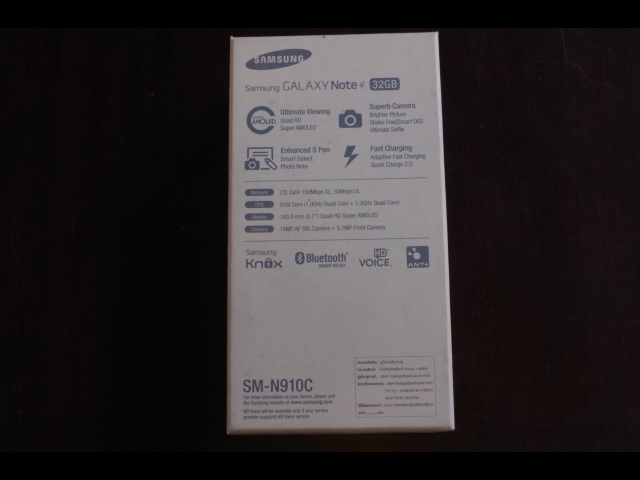 SAMSUNG
Samsung GALAXY Note 4 32GB
SUPER AMOLED
Ultimate Viewing
Quad HD
Super AMOLED
Superb Camera
Brighter Picture
Shake Free(Smart OIS)
Ultimate Selfie
Enhanced S Pen
Smart Select
Photo Note
Fast Charging
Adaptive Fast Charging
Quick Charge 2.0
Network LTE Cat4 150Mbps DL, 50Mbps UL
CPU Octa Core (1.9GHz Quad Core + 1.3GHz Quad Core)
Display 143.9 mm (5.7") Quad HD Super AMOLED
Camera 16MP AF OIS Camera + 3.7MP Front Camera
Samsung
Knox
Bluetooth
SMART READY
HD
VOICE
ANT+
SM-N910C
For more information on your device, please visit
the Samsung website at www.samsung.com.
HD Voice will be available only if your service
provider supports HD Voice service.